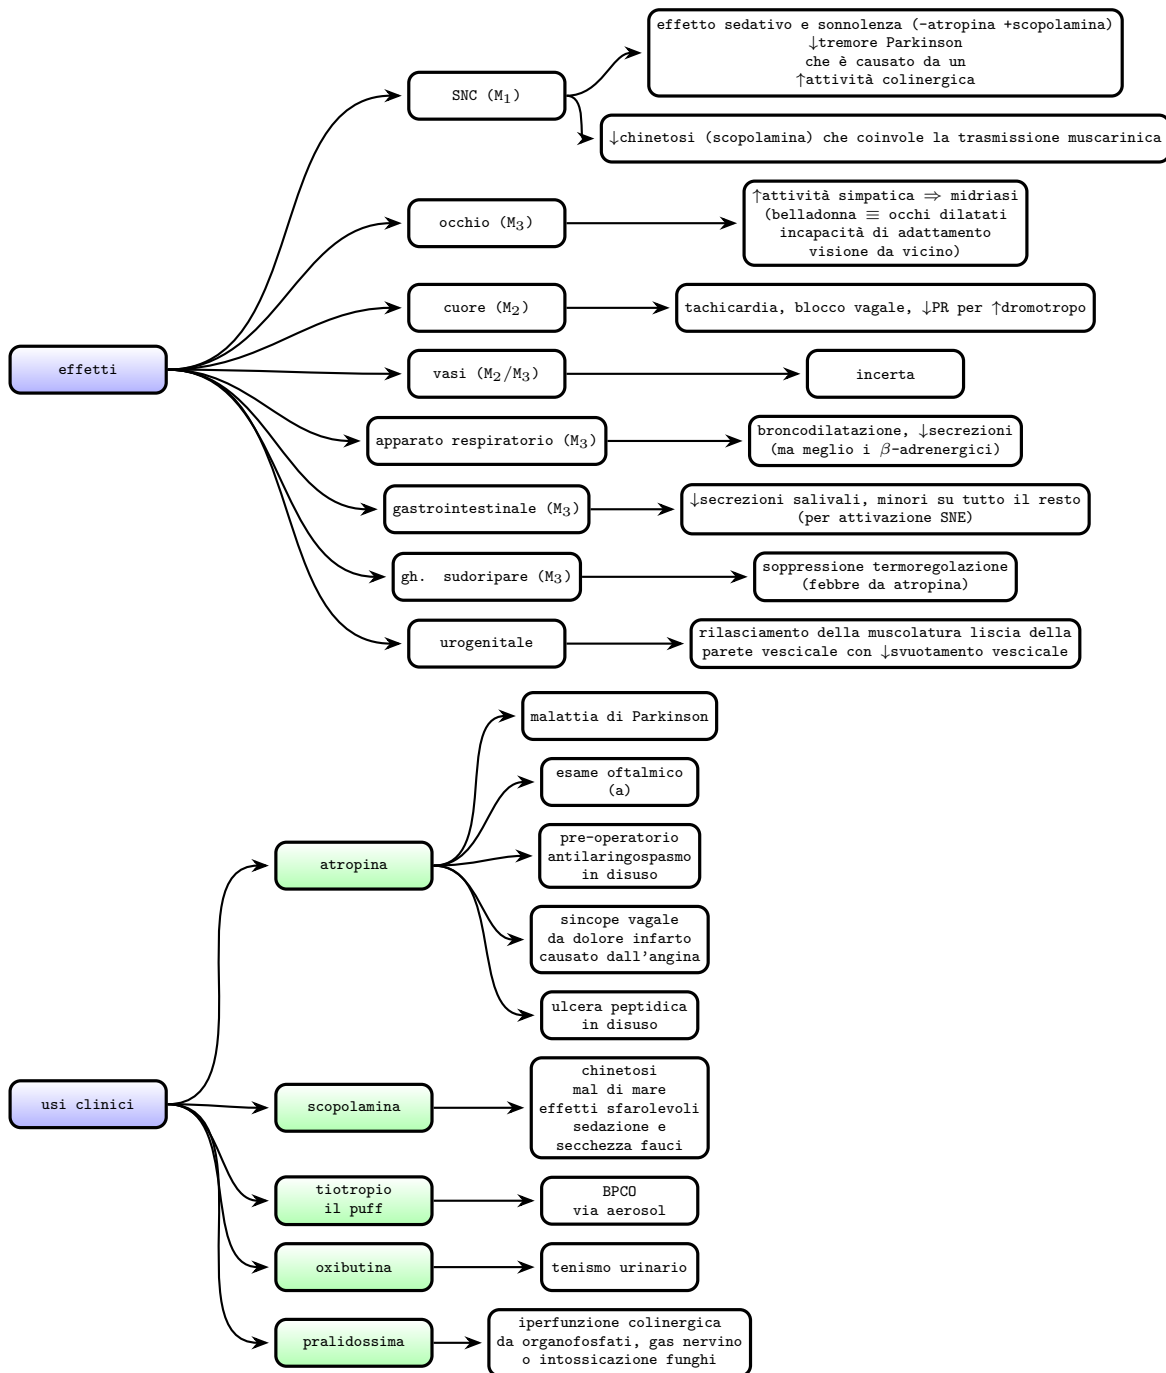 effetti
SNC (M1)
effetto sedativo e sonnolenza (-atropina +scopolamina)
↓tremore Parkinson
che è causato da un
↑attività colinergica
↓chinetosi (scopolamina) che coinvole la trasmissione muscarinica
occhio (M3)
↑attività simpatica ⇒ midriasi
(belladonna ≡ occhi dilatati
incapacità di adattamento
visione da vicino)
cuore (M2)
tachicardia, blocco vagale, ↓PR per ↑dromotropo
vasi (M2/M3)
incerta
apparato respiratorio (M3)
broncodilatazione, ↓secrezioni
(ma meglio i β-adrenergici)
gastrointestinale (M3)
↓secrezioni salivali, minori su tutto il resto
(per attivazione SNE)
gh. sudoripare (M3)
soppressione termoregolazione
(febbre da atropina)
urogenitale
rilasciamento della muscolatura liscia della
parete vescicale con ↓svuotamento vescicale
usi clinici
atropina
malattia di Parkinson
esame oftalmico
(a)
pre-operatorio
antilaringospasmo
in disuso
sincope vagale
da dolore infarto
causato dall'angina
ulcera peptidica
in disuso
scopolamina
chinetosi
mal di mare
effetti sfarolevoli
sedazione e
secchezza fauci
tiotropio
il puff
BPCO
via aerosol
oxibutina
tenismo urinario
pralidossima
iperfunzione colinergica
da organofosfati, gas nervino
o intossicazione funghi